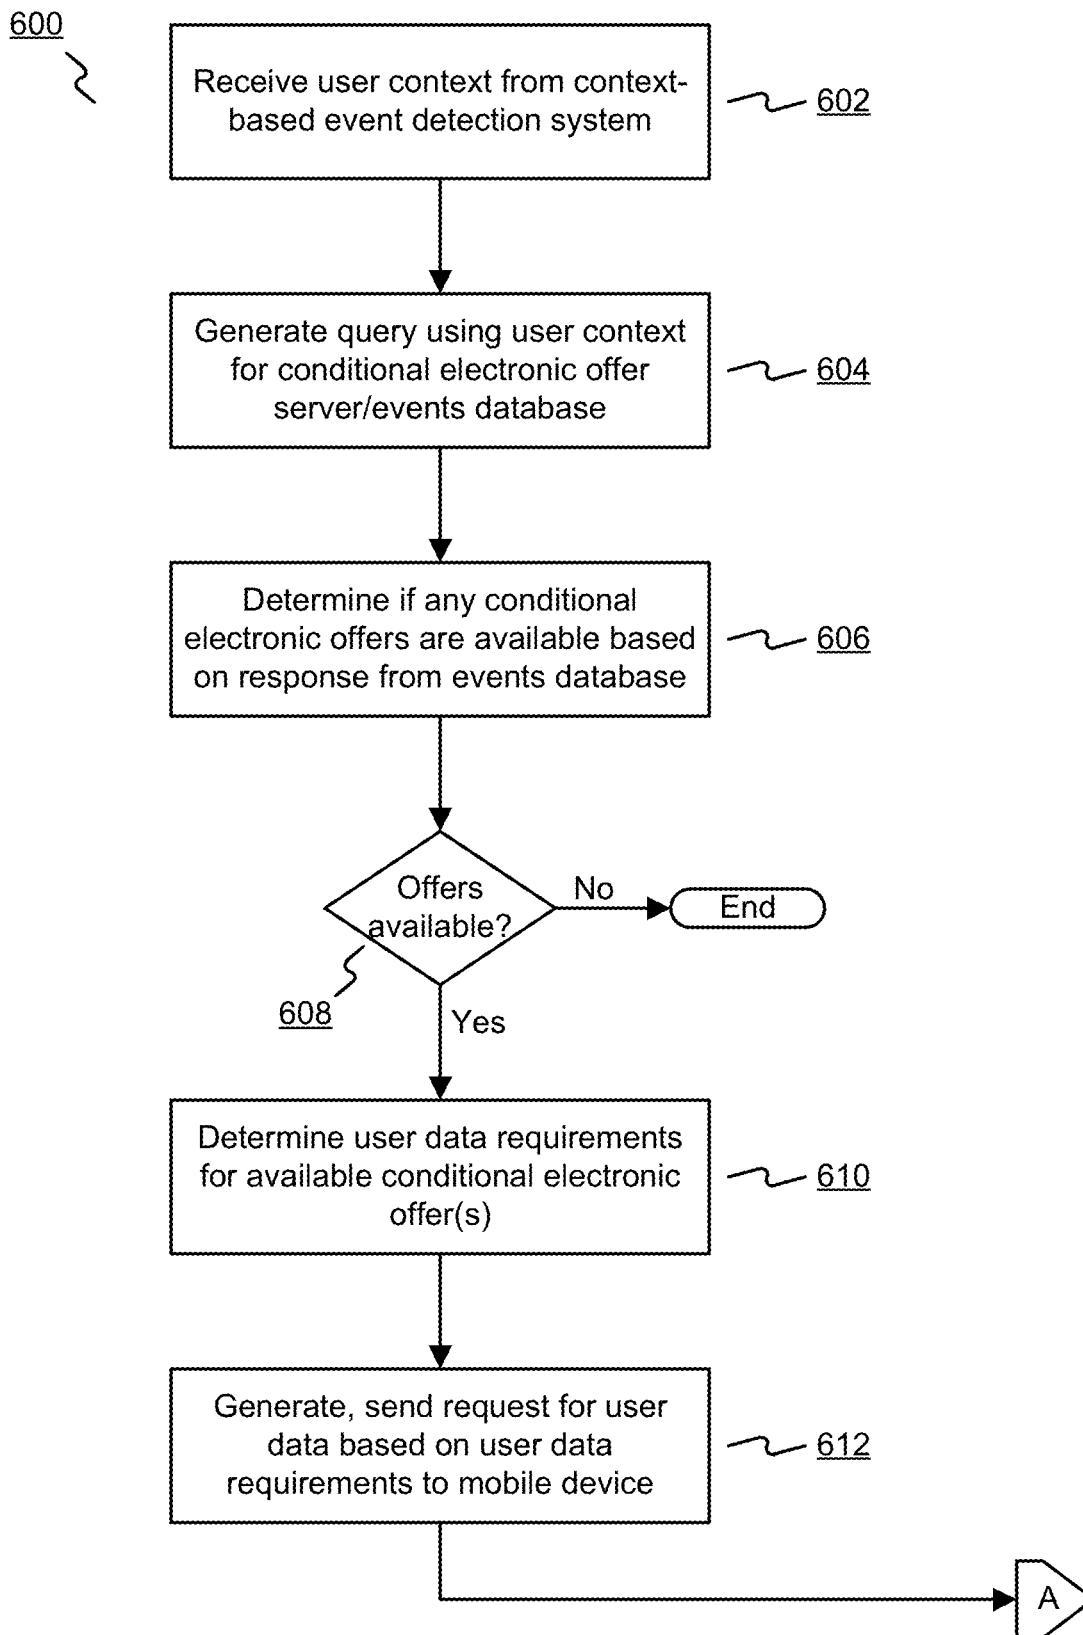 600
Receive user context from context-
based event detection system
602
Generate query using user context
for conditional electronic offer
server/events database
604
Determine if any conditional
electronic offers are available based
on response from events database
606
Offers
available?
No
End
608
Yes
Determine user data requirements
for available conditional electronic
offer(s)
610
Generate, send request for user
data based on user data
requirements to mobile device
612
A